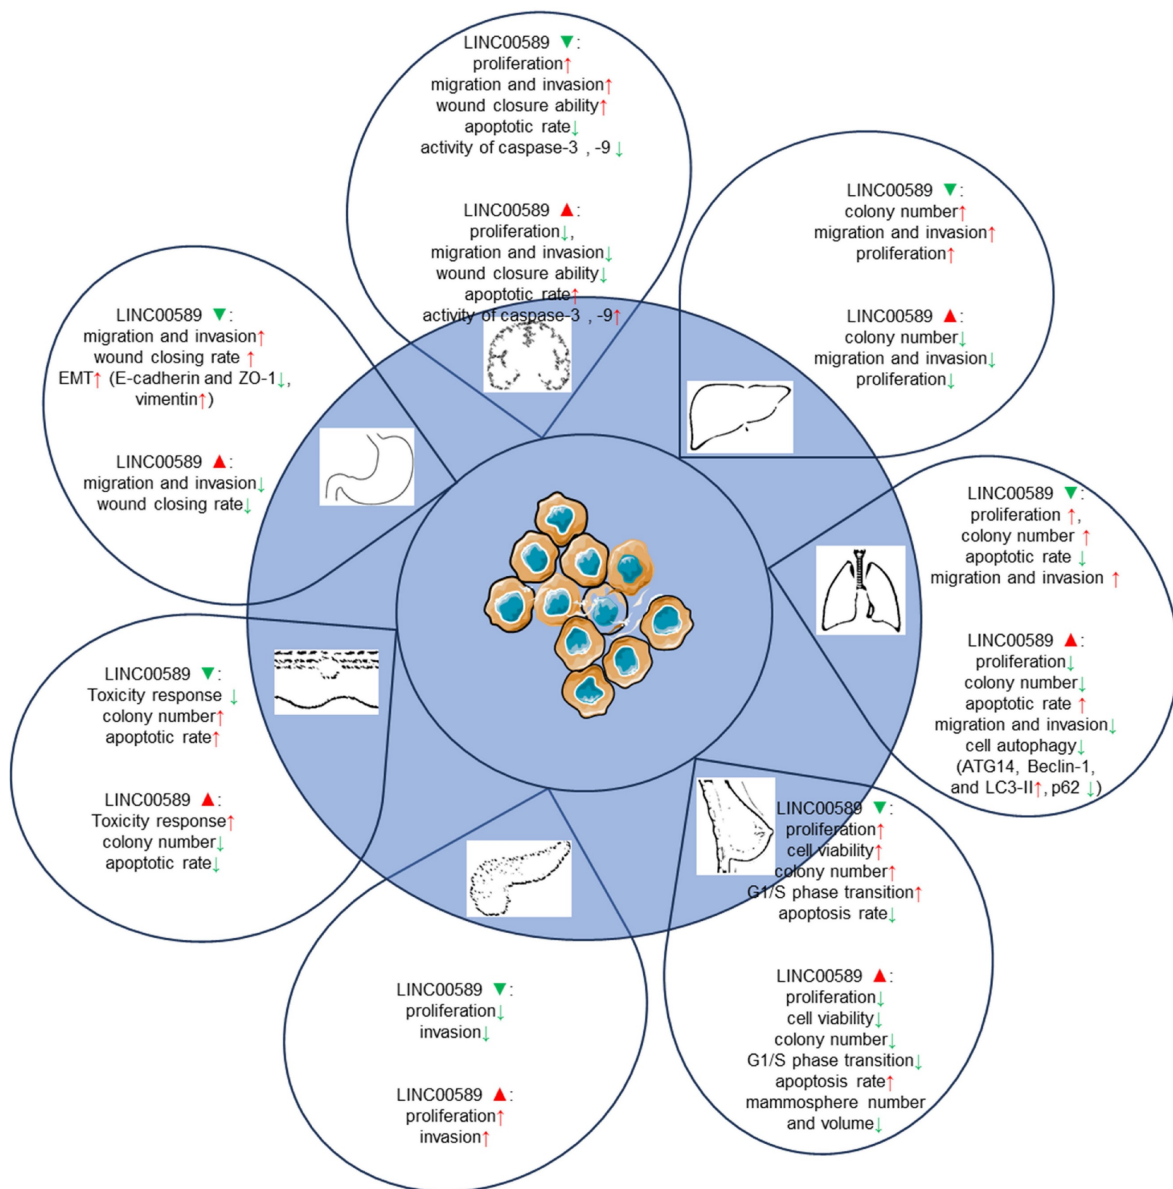 LINC00589 ▼:
proliferation↑
migration and invasion↑
wound closure ability↑
apoptotic rate↓
activity of caspase-3 , -9 ↓
LINC00589 ▲:
proliferation↓,
migration and invasion↓
wound closure ability↓
apoptotic rate↑
activity of caspase-3 , -9↑
LINC00589 ▼:
colony number↑
migration and invasion↑
proliferation↑
LINC00589 ▲:
colony number↓
migration and invasion↓
proliferation↓
LINC00589 ▼:
migration and invasion↑
wound closing rate ↑
EMT↑ (E-cadherin and ZO-1↓,
vimentin↑)
LINC00589 ▲:
migration and invasion↓
wound closing rate↓
LINC00589 ▼:
proliferation ↑,
colony number ↑
apoptotic rate ↓
migration and invasion ↑
LINC00589 ▲:
proliferation↓
colony number↓
apoptotic rate ↑
migration and invasion↓
cell autophagy↓
(ATG14, Beclin-1,
and LC3-II↑, p62 ↓)
LINC00589 ▼:
Toxicity response ↓
colony number↑
apoptotic rate↑
LINC00589 ▲:
Toxicity response↑
colony number↓
apoptotic rate↓
LINC00589 ▼:
proliferation↑
cell viability↑
colony number↑
G1/S phase transition↑
apoptosis rate↓
LINC00589 ▲:
proliferation↓
cell viability↓
colony number↓
G1/S phase transition↓
apoptosis rate↑
mammosphere number
and volume↓
LINC00589 ▼:
proliferation↓
invasion↓
LINC00589 ▲:
proliferation↑
invasion↑